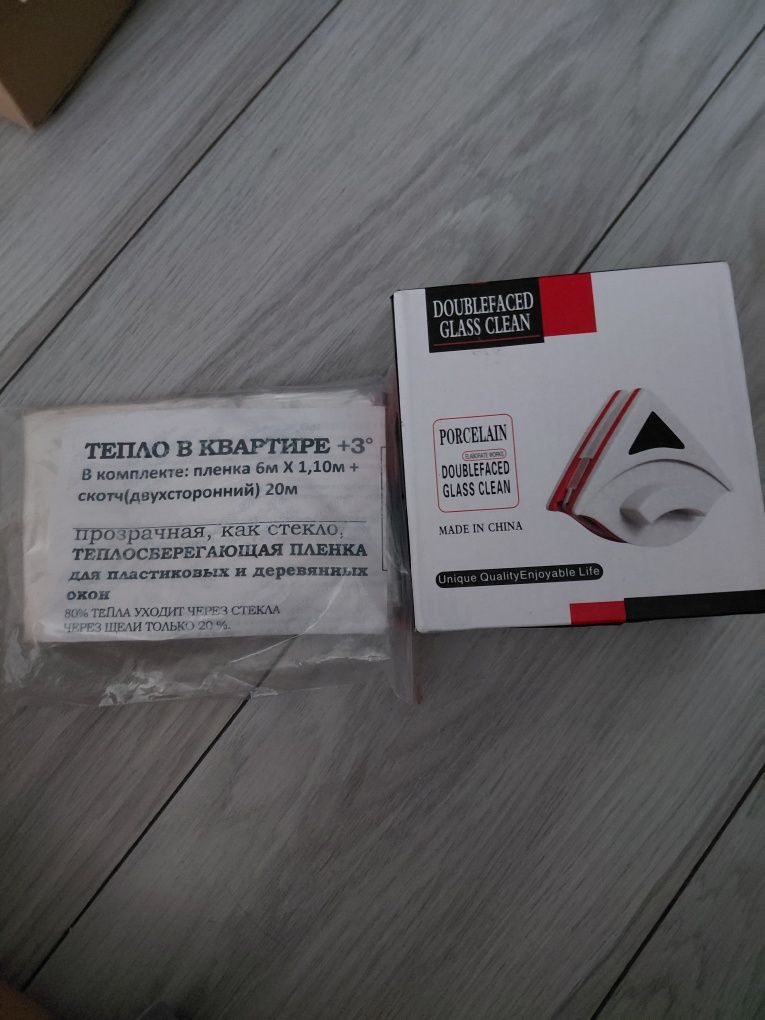 ТЕПЛО В КВАРТИРЕ +3°
В комплекте: пленка 6м X 1,10м +
скотч(двухсторонний) 20м
прозрачная, как стекло,
ТЕПЛОСБЕРЕГАЮЩАЯ ПЛЕНКА
для пластиковых и деревянных
окон
80% ТЕПЛА УХОДИТ ЧЕРЕЗ СТЕКЛА
ЧЕРЕЗ ЩЕЛИ ТОЛЬКО 20 %.
DOUBLEFACED
GLASS CLEAN
PORCELAIN
ELABORATE WORKS
DOUBLEFACED
GLASS CLEAN
MADE IN CHINA
Unique QualityEnjoyable Life